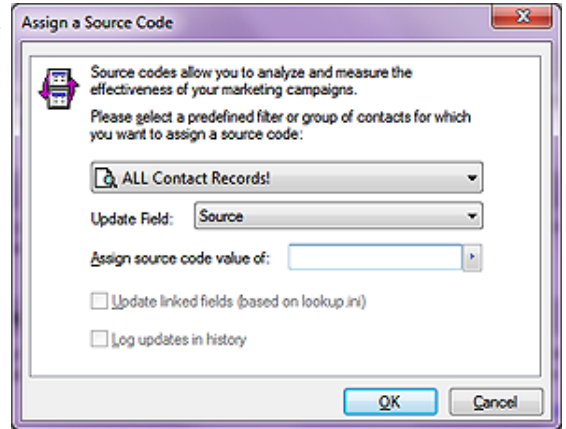 Assign a Source Code
Source codes allow you to analyze and measure the
effectiveness of your marketing campaigns.
Please select a predefined filter or group of contacts for which
you want to assign a source code:
ALL Contact Records!
Update Field: Source
Assign source code value of:
Update linked fields (based on lookup.ini)
Log updates in history
OK Cancel